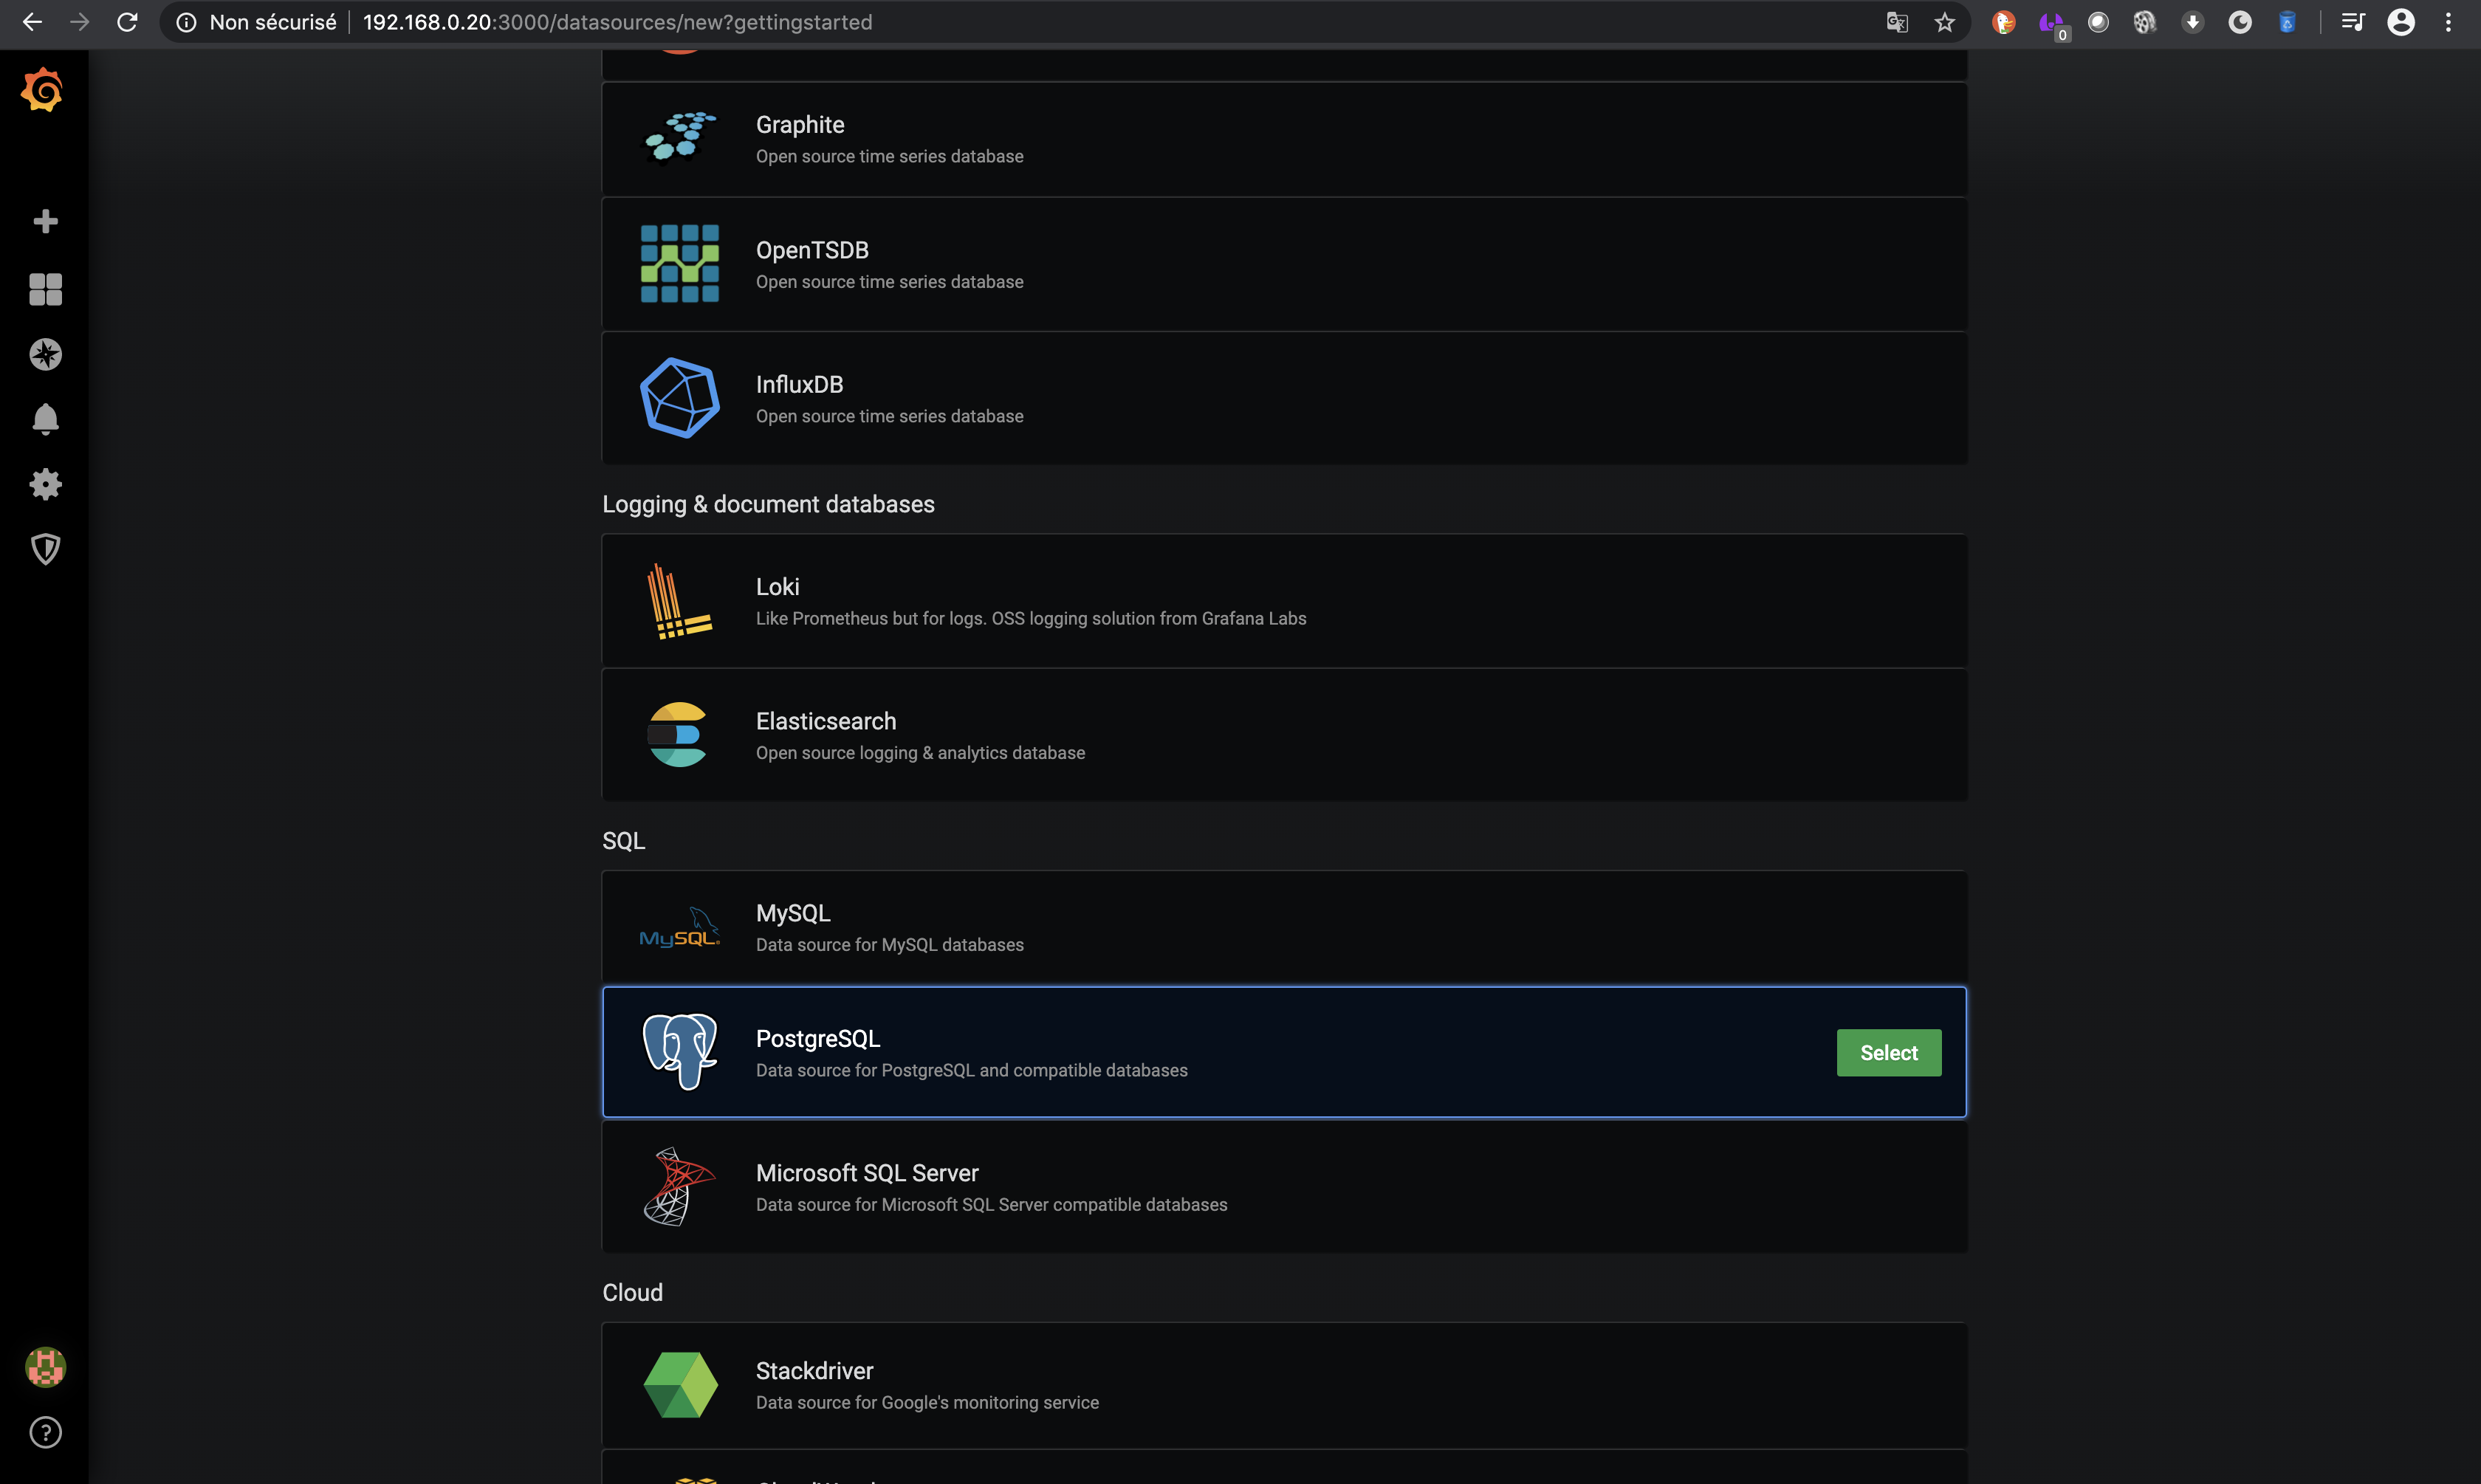 Non sécurisé 192.168.0.20:3000/datasources/new?gettingstarted
0
Graphite
Open source time series database
OpenTSDB
Open source time series database
InfluxDB
Open source time series database
Logging & document databases
Loki
Like Prometheus but for logs. OSS logging solution from Grafana Labs
Elasticsearch
Open source logging & analytics database
SQL
MySQL
MySQL
Data source for MySQL databases
PostgreSQL
Data source for PostgreSQL and compatible databases
Select
Microsoft SQL Server
Data source for Microsoft SQL Server compatible databases
Cloud
Stackdriver
Data source for Google's monitoring service